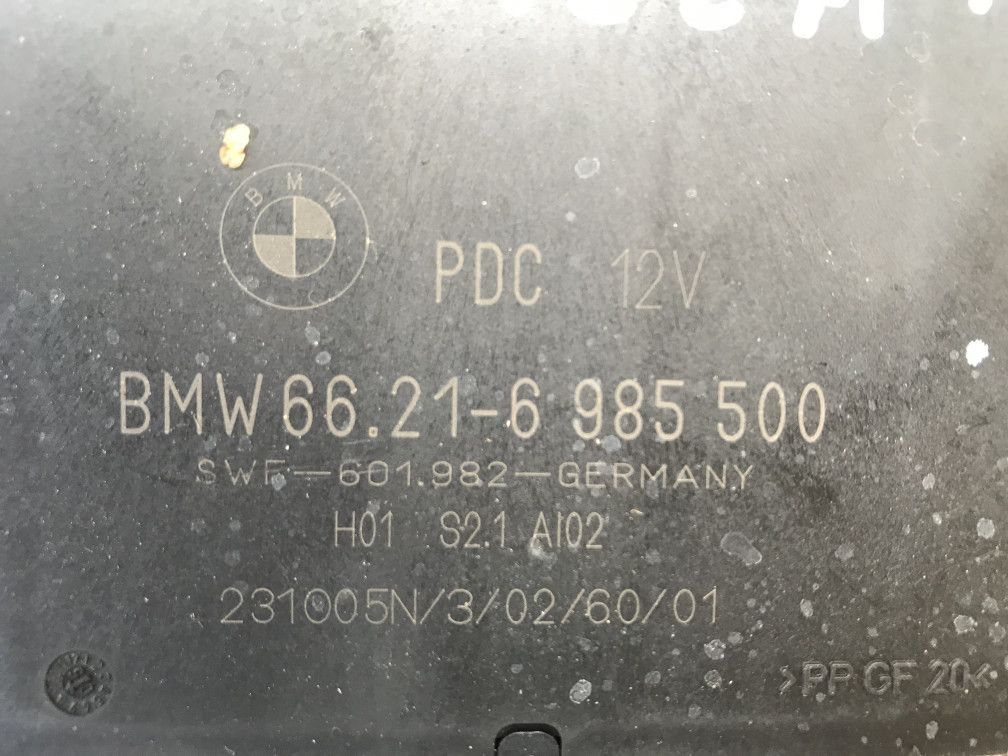 BMW
PDC 12V
BMW 66.21-6 985 500
SWF-601.982-GERMANY
H01 S2.1 AI02
231005N/3/02/60/01
>PP GF 20<